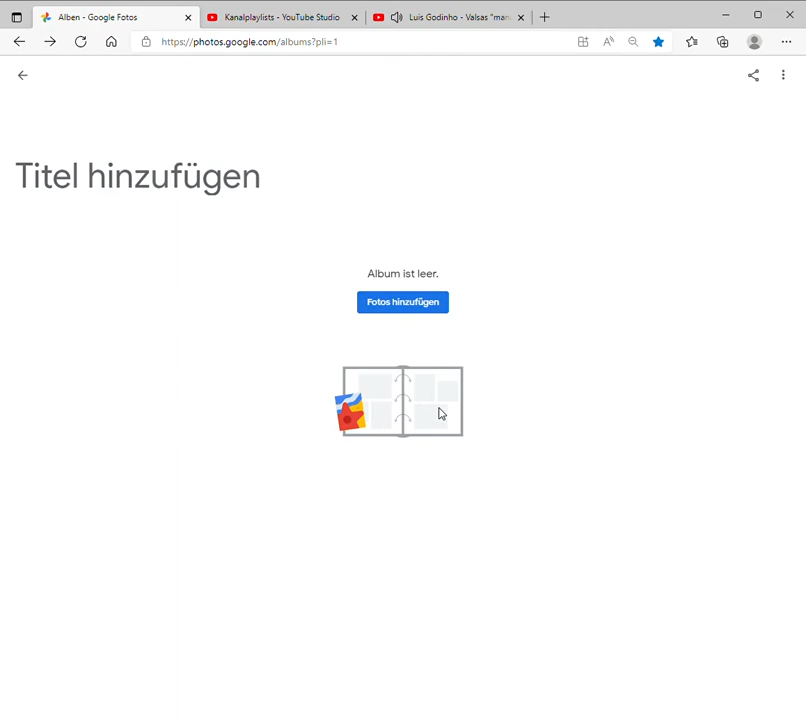 Alben - Google Fotos
Kanalplaylists - YouTube Studio
Luis Godinho - Valsas "man
https://photos.google.com/albums?pli=1
Titel hinzufügen
Album ist leer.
Fotos hinzufügen